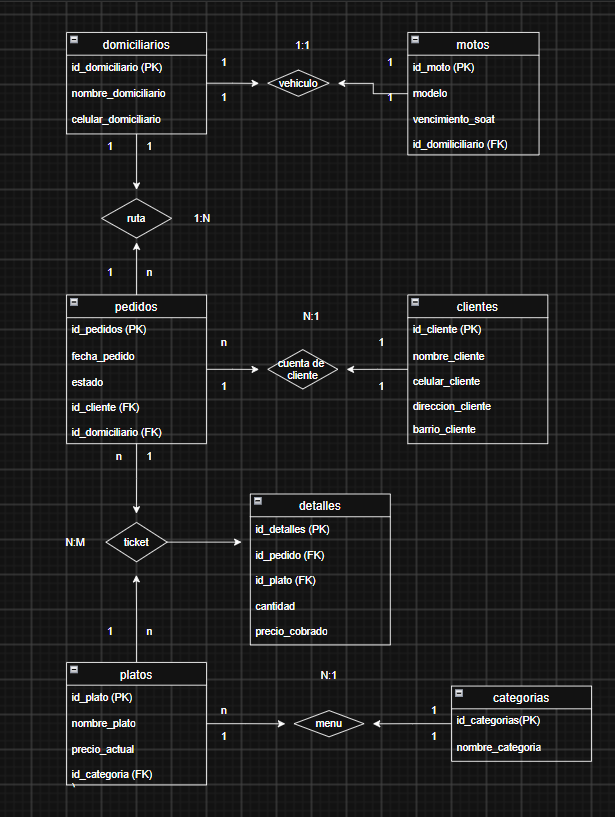 domiciliarios
id_domiciliario (PK)
nombre_domiciliario
celular_domiciliario
1:1
1
1
vehiculo
1
1
motos
id_moto (PK)
modelo
vencimiento_soat
id_domiliciliario (FK)
1
1
ruta
1:N
1
n
pedidos
id_pedidos (PK)
fecha_pedido
estado
id_cliente (FK)
id_domiciliario (FK)
N:1
n
1
cuenta de
cliente
1
1
clientes
id_cliente (PK)
nombre_cliente
celular_cliente
direccion_cliente
barrio_cliente
n
1
N:M
ticket
detalles
id_detalles (PK)
id_pedido (FK)
id_plato (FK)
cantidad
precio_cobrado
1
n
platos
id_plato (PK)
nombre_plato
precio_actual
id_categoria (FK)
N:1
n
1
menu
1
1
categorias
id_categorias(PK)
nombre_categoria